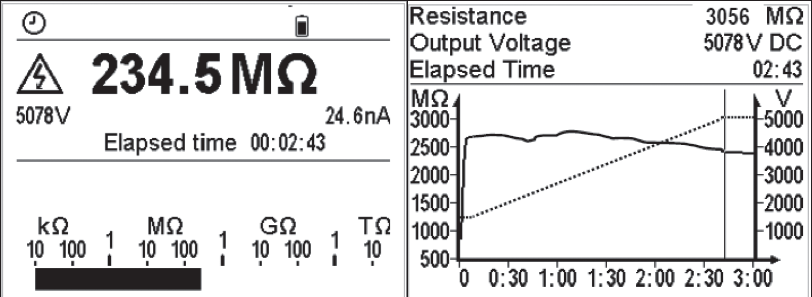 234.5 MΩ
5078V 24.6nA
Elapsed time 00:02:43
kΩ MΩ GΩ TΩ
10 100 1 10 100 1 10 100 1 10
Resistance 3056 MΩ
Output Voltage 5078V DC
Elapsed Time 02:43
MΩ V
3000 5000
2500 4000
2000 3000
1500 2000
1000 1000
500
0 0:30 1:00 1:30 2:00 2:30 3:00